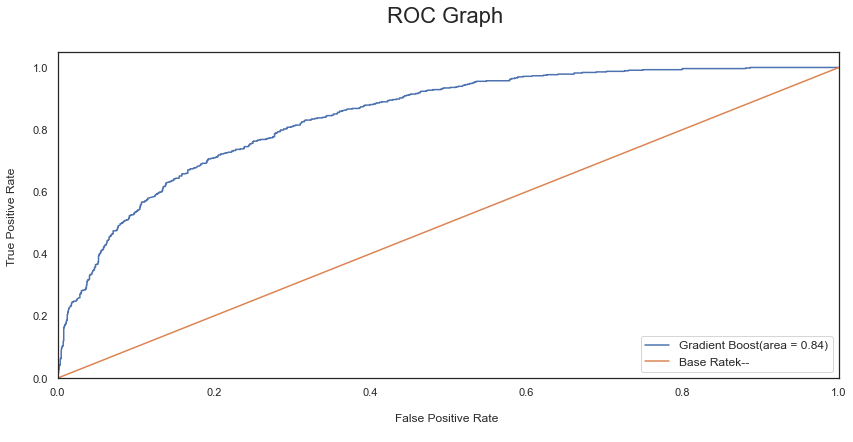 ROC Graph
1.0
0.8
0.6
0.4
0.2
0.0
True Positive Rate
Gradient Boost(area = 0.84)
Base Ratek--
0.0 0.2 0.4 0.6 0.8 1.0
False Positive Rate